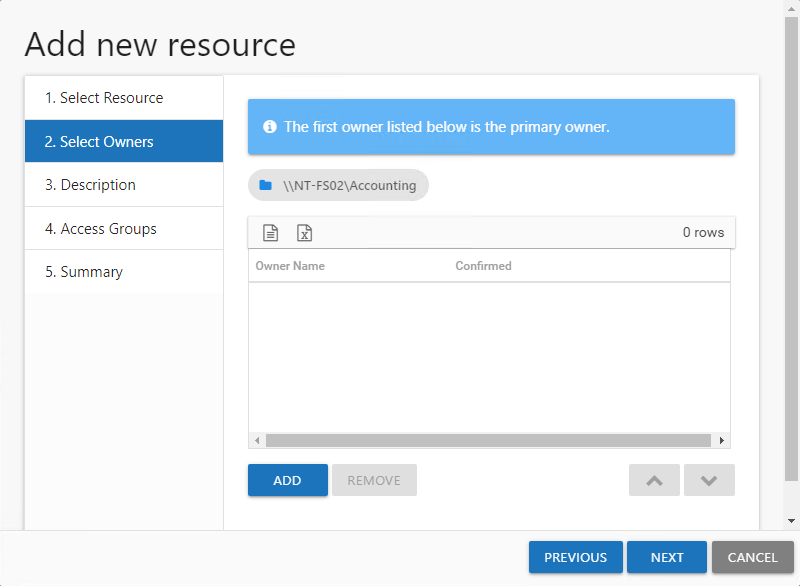 Add new resource
1. Select Resource
2. Select Owners
3. Description
4. Access Groups
5. Summary
The first owner listed below is the primary owner.
\\NT-FS02\Accounting
0 rows
Owner Name Confirmed
ADD REMOVE
PREVIOUS NEXT CANCEL